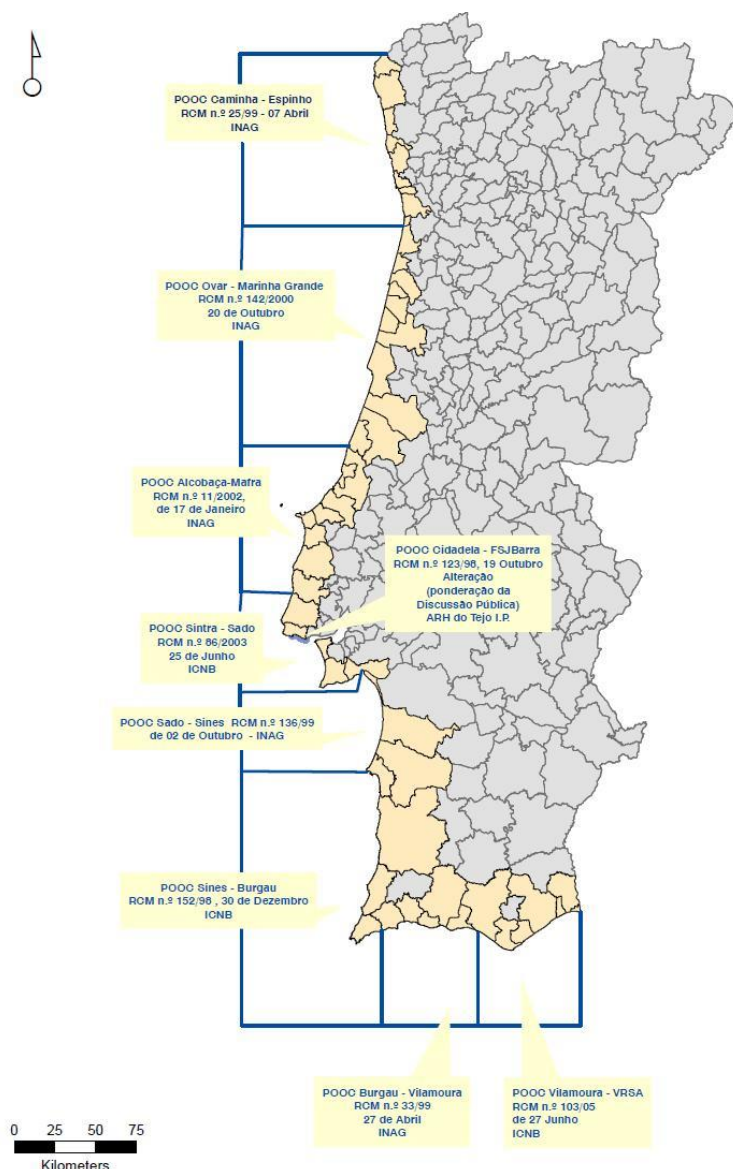 POOC Caminha - Espinho
RCM n.º 25/99 - 07 Abril
INAG
POOC Ovar - Marinha Grande
RCM n.º 142/2000
20 de Outubro
INAG
POOC Alcobaça-Mafra
RCM n.º 11/2002,
de 17 de Janeiro
INAG
POOC Cidadela - FSJBarra
RCM n.º 123/98, 19 Outubro
Alteração
(ponderação da
Discussão Pública)
ARH do Tejo I.P.
POOC Sintra - Sado
RCM n.º 86/2003
25 de Junho
ICNB
POOC Sado - Sines RCM n.º 136/99
de 02 de Outubro - INAG
POOC Sines - Burgau
RCM n.º 152/98 , 30 de Dezembro
ICNB
POOC Burgau - Vilamoura
RCM n.º 33/99
27 de Abril
INAG
POOC Vilamoura - VRSA
RCM n.º 103/05
de 27 Junho
ICNB
0 25 50 75
Kilometers